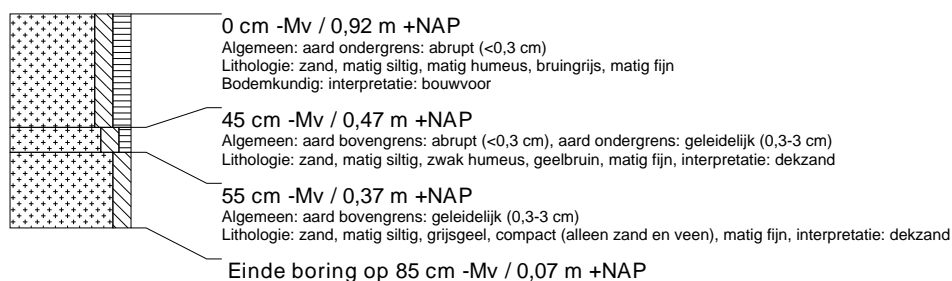 0 cm -Mv / 0,92 m +NAP
Algemeen: aard ondergrens: abrupt (<0,3 cm)
Lithologie: zand, matig siltig, matig humeus, bruingrijs, matig fijn
Bodemkundig: interpretatie: bouwvoor
45 cm -Mv / 0,47 m +NAP
Algemeen: aard bovengrens: abrupt (<0,3 cm), aard ondergrens: geleidelijk (0,3-3 cm)
Lithologie: zand, matig siltig, zwak humeus, geelbruin, matig fijn, interpretatie: dekzand
55 cm -Mv / 0,37 m +NAP
Algemeen: aard bovengrens: geleidelijk (0,3-3 cm)
Lithologie: zand, matig siltig, grijsgeel, compact (alleen zand en veen), matig fijn, interpretatie: dekzand
Einde boring op 85 cm -Mv / 0,07 m +NAP